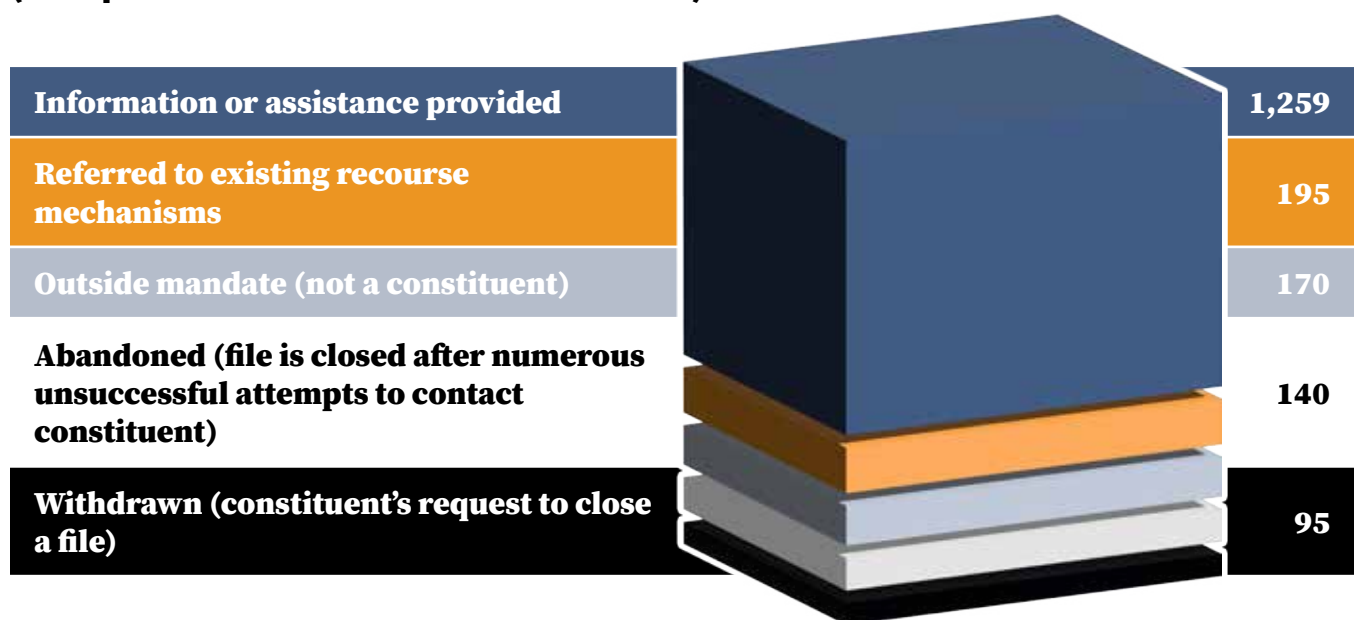 Information or assistance provided 1,259
Referred to existing recourse
mechanisms 195
Outside mandate (not a constituent) 170
Abandoned (file is closed after numerous
unsuccessful attempts to contact
constituent) 140
Withdrawn (constituent’s request to close
a file) 95